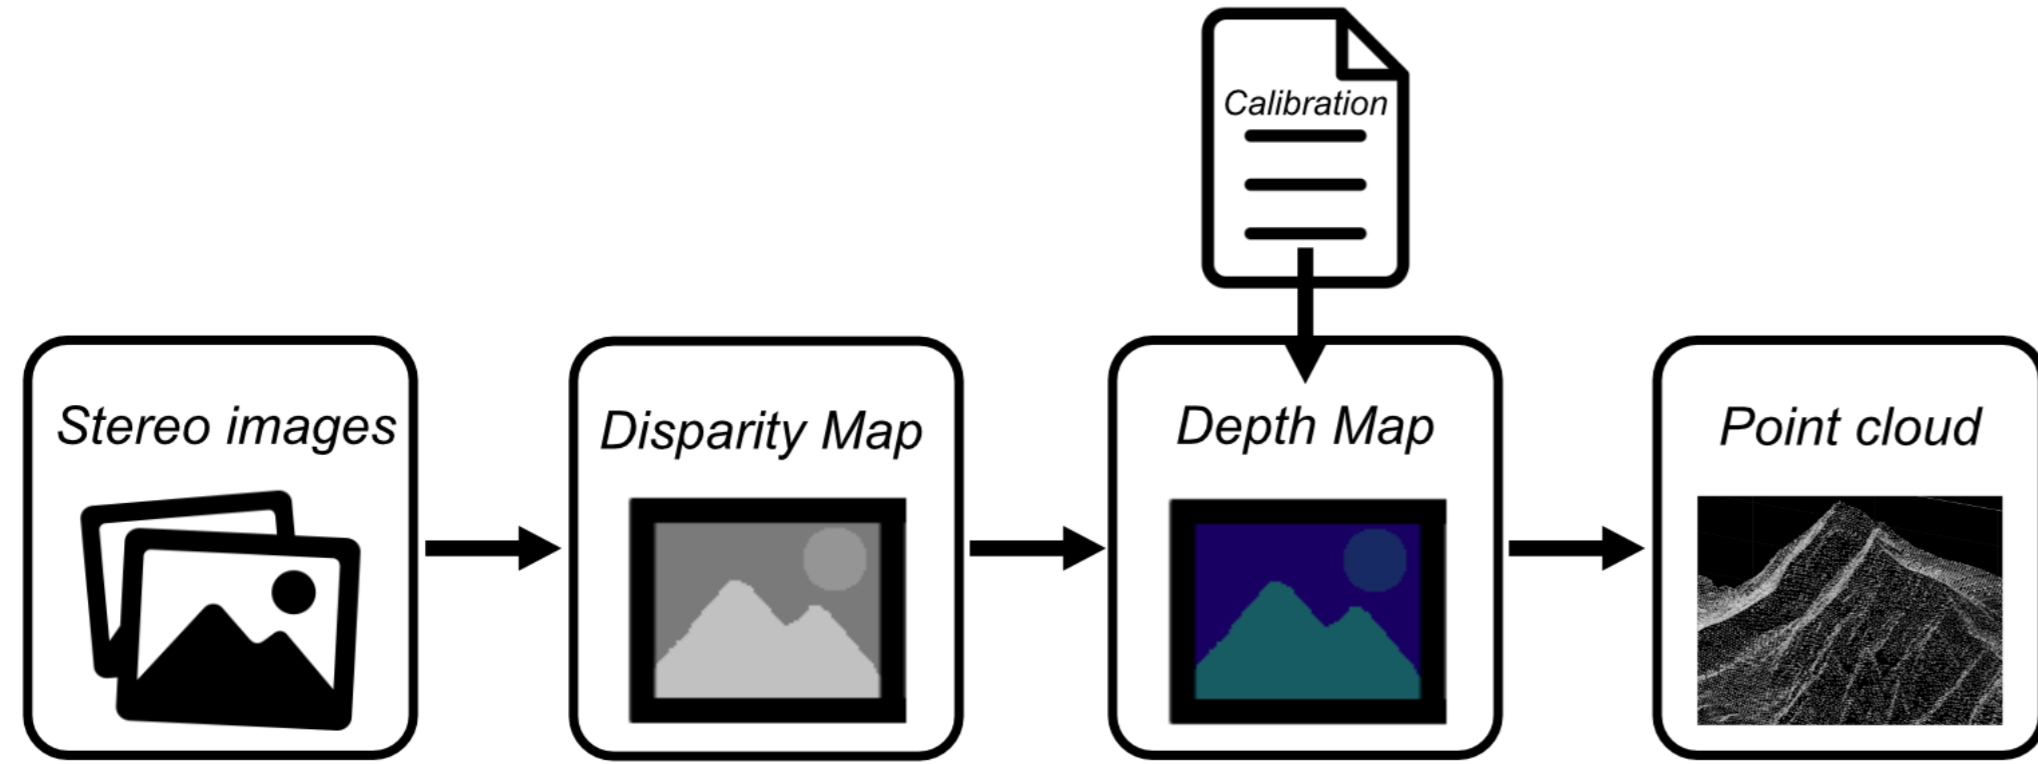 Calibration
Stereo images
Disparity Map
Depth Map
Point cloud